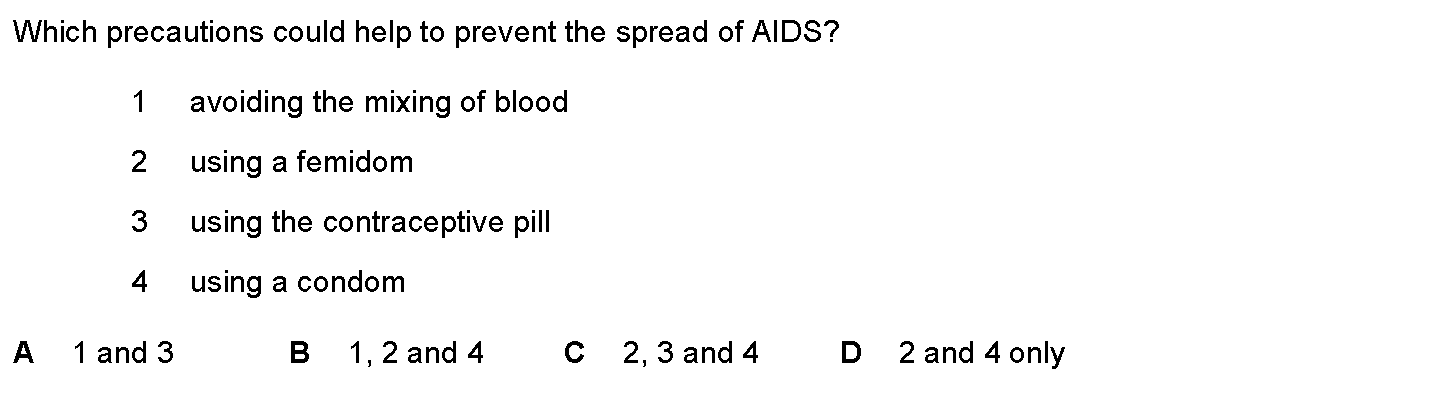 Which precautions could help to prevent the spread of AIDS?
1 avoiding the mixing of blood
2 using a femidom
3 using the contraceptive pill
4 using a condom
A 1 and 3 B 1, 2 and 4 C 2, 3 and 4 D 2 and 4 only